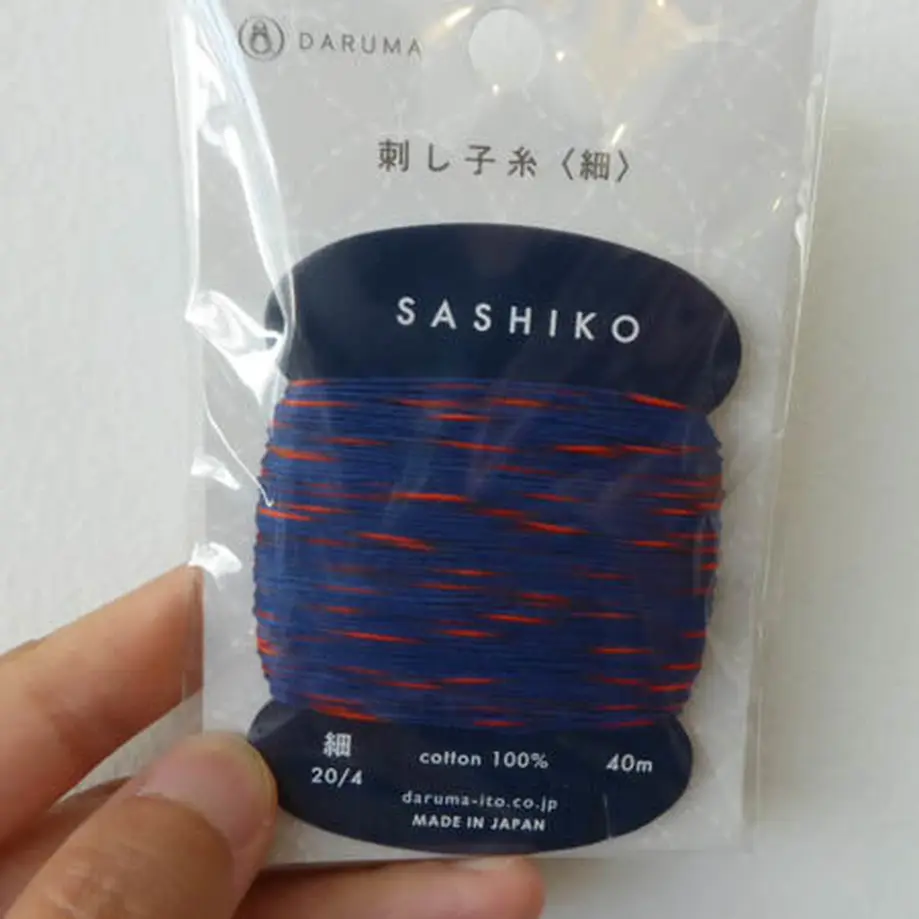 DARUMA
刺し子糸〈細〉
SASHIKO
細
20/4
cotton 100%
40m
daruma-ito.co.jp
MADE IN JAPAN